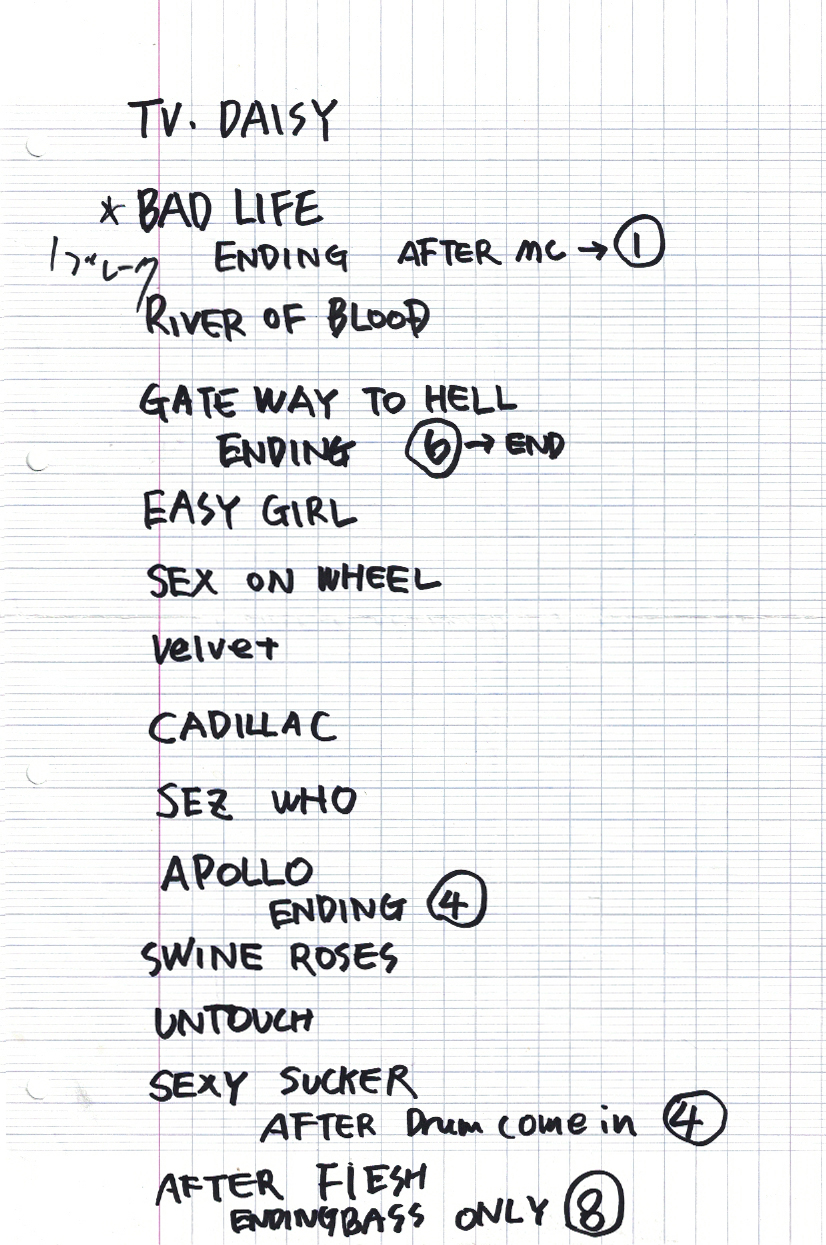 TV. DAISY
* BAD LIFE
ENDING AFTER MC → ①
1ブレーク
RIVER OF BLOOD
GATE WAY TO HELL
ENDING ⑥ → END
EASY GIRL
SEX ON WHEEL
Velvet
CADILLAC
SEZ WHO
APOLLO
ENDING ④
SWINE ROSES
UNTOUCH
SEXY SUCKER
AFTER Drum come in ④
AFTER FlESH
ENDING BASS ONLY ⑧